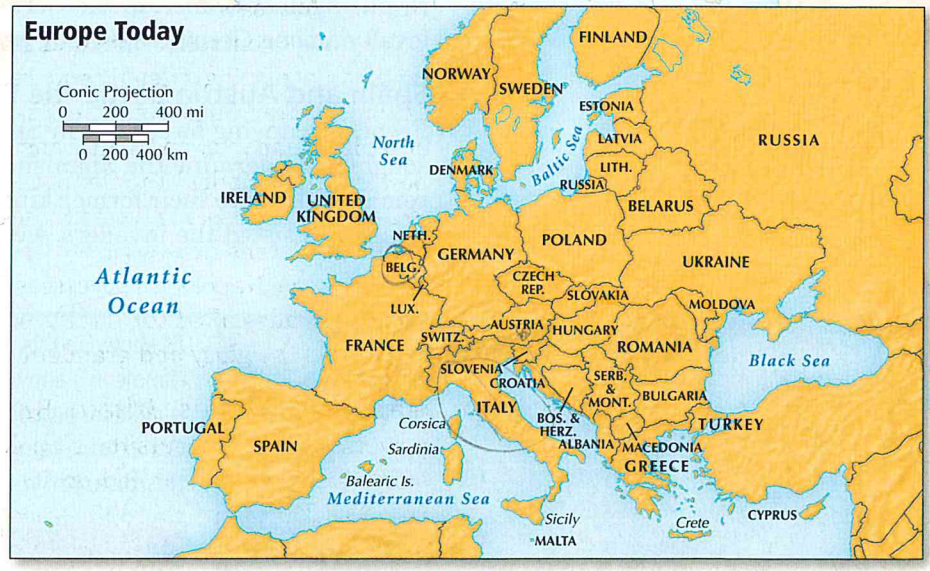 Europe Today
Conic Projection
0 200 400 mi
0 200 400 km
FINLAND
NORWAY
SWEDEN
ESTONIA
North
Sea
Baltic Sea
LATVIA
RUSSIA
DENMARK
LITH.
RUSSIA
IRELAND
UNITED
KINGDOM
BELARUS
NETH.
GERMANY
POLAND
BELG.
UKRAINE
Atlantic
Ocean
CZECH
REP.
LUX.
SLOVAKIA
MOLDOVA
AUSTRIA
HUNGARY
SWITZ.
FRANCE
ROMANIA
Black Sea
SLOVENIA
CROATIA
SERB.
&
MONT.
BULGARIA
ITALY
BOS. &
HERZ.
PORTUGAL
Corsica
TURKEY
SPAIN
ALBANIA
MACEDONIA
Sardinia
GREECE
Balearic Is.
Mediterranean Sea
Sicily
Crete
CYPRUS
MALTA